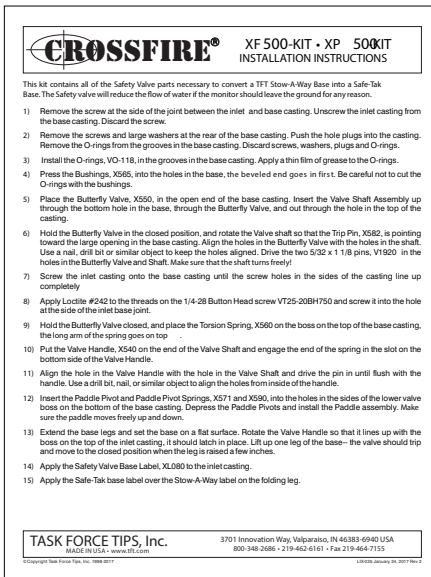 CROSSFIRE®
XF 500-KIT • XP 500KIT
INSTALLATION INSTRUCTIONS
This kit contains all of the Safety Valve parts necessary to convert a TFT Stow-A-Way Base into a Safe-Tak
Base. The Safety valve will reduce the flow of water if the monitor should leave the ground for any reason.
1) Remove the screw at the side of the joint between the inlet and base casting. Unscrew the inlet casting from
the base casting. Discard the screw.
2) Remove the screws and large washers at the rear of the base casting. Push the hole plugs into the casting.
Remove the O-rings from the grooves in the base casting. Discard screws, washers, plugs and O-rings.
3) Install the O-rings, VO-118, in the grooves in the base casting. Apply a thin film of grease to the O-rings.
4) Press the Bushings, X565, into the holes in the base, the beveled end goes in first. Be careful not to cut the
O-rings with the bushings.
5) Place the Butterfly Valve, X550, in the open end of the base casting. Insert the Valve Shaft Assembly up
through the bottom hole in the base, through the Butterfly Valve, and out through the hole in the top of the
casting.
6) Hold the Butterfly Valve in the closed position, and rotate the Valve shaft so that the Trip Pin, X582, is pointing
toward the large opening in the base casting. Align the holes in the Butterfly Valve with the holes in the shaft.
Use a nail, drill bit or similar object to keep the holes aligned. Drive the two 5/32 x 1 1/8 pins, V1920 in the
holes in the Butterfly Valve and Shaft. Make sure that the shaft turns freely!
7) Screw the inlet casting onto the base casting until the screw holes in the sides of the casting line up
completely
8) Apply Loctite #242 to the threads on the 1/4-28 Button Head screw VT25-20BH750 and screw it into the hole
at the side of the inlet base joint.
9) Hold the Butterfly Valve closed, and place the Torsion Spring, X560 on the boss on the top of the base casting,
the long arm of the spring goes on top .
10) Put the Valve Handle, X540 on the end of the Valve Shaft and engage the end of the spring in the slot on the
bottom side of the Valve Handle.
11) Align the hole in the Valve Handle with the hole in the Valve Shaft and drive the pin in until flush with the
handle. Use a drill bit, nail, or similar object to align the holes from inside of the handle.
12) Insert the Paddle Pivot and Paddle Pivot Springs, X571 and X590, into the holes in the sides of the lower valve
boss on the bottom of the base casting. Depress the Paddle Pivots and install the Paddle assembly. Make
sure the paddle moves freely up and down.
13) Extend the base legs and set the base on a flat surface. Rotate the Valve Handle so that it lines up with the
boss on the top of the inlet casting, it should latch in place. Lift up one leg of the base-- the valve should trip
and move to the closed position when the leg is raised a few inches.
14) Apply the Safety Valve Base Label, XL080 to the inlet casting.
15) Apply the Safe-Tak base label over the Stow-A-Way label on the folding leg.
TASK FORCE TIPS, Inc.
MADE IN USA • www.tft.com
3701 Innovation Way, Valparaiso, IN 46383-6940 USA
800-348-2686 • 219-462-6161 • Fax 219-464-7155
©Copyright Task Force Tips, Inc. 1998-2017
LIX-035 January 24, 2017 Rev 2